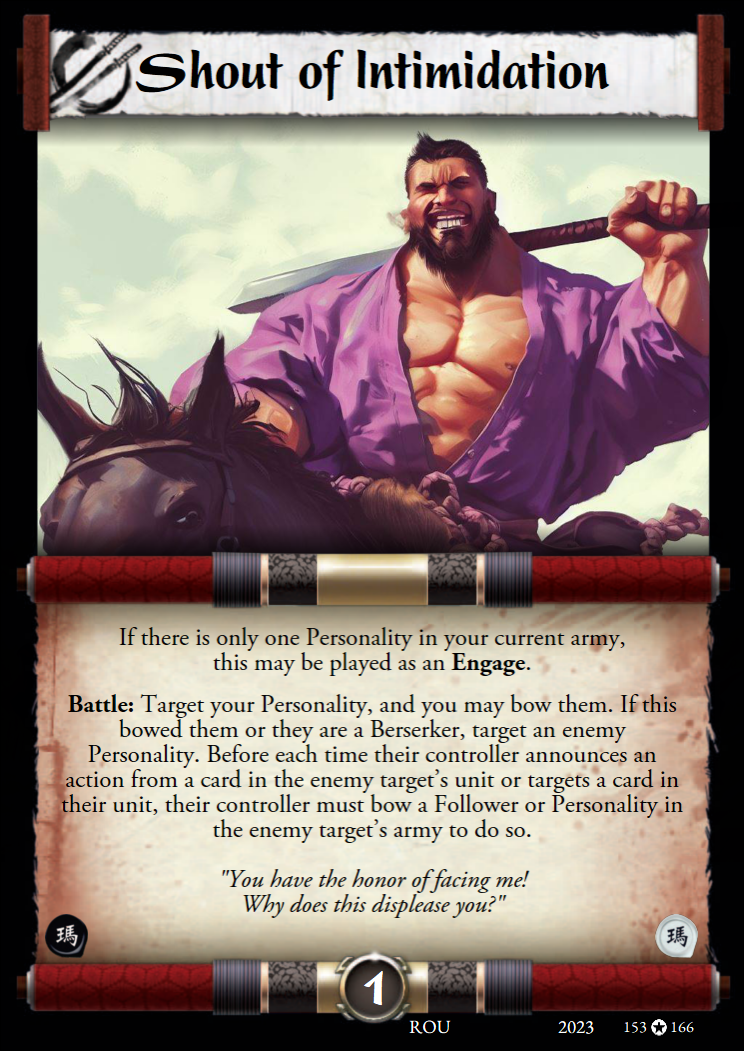 Shout of Intimidation
If there is only one Personality in your current army,
this may be played as an Engage.
Battle: Target your Personality, and you may bow them. If this
bowed them or they are a Berserker, target an enemy
Personality. Before each time their controller announces an
action from a card in the enemy target's unit or targets a card in
their unit, their controller must bow a Follower or Personality in
the enemy target's army to do so.
"You have the honor of facing me!
Why does this displease you?"
瑪 瑪
1
ROU 2023 153 166